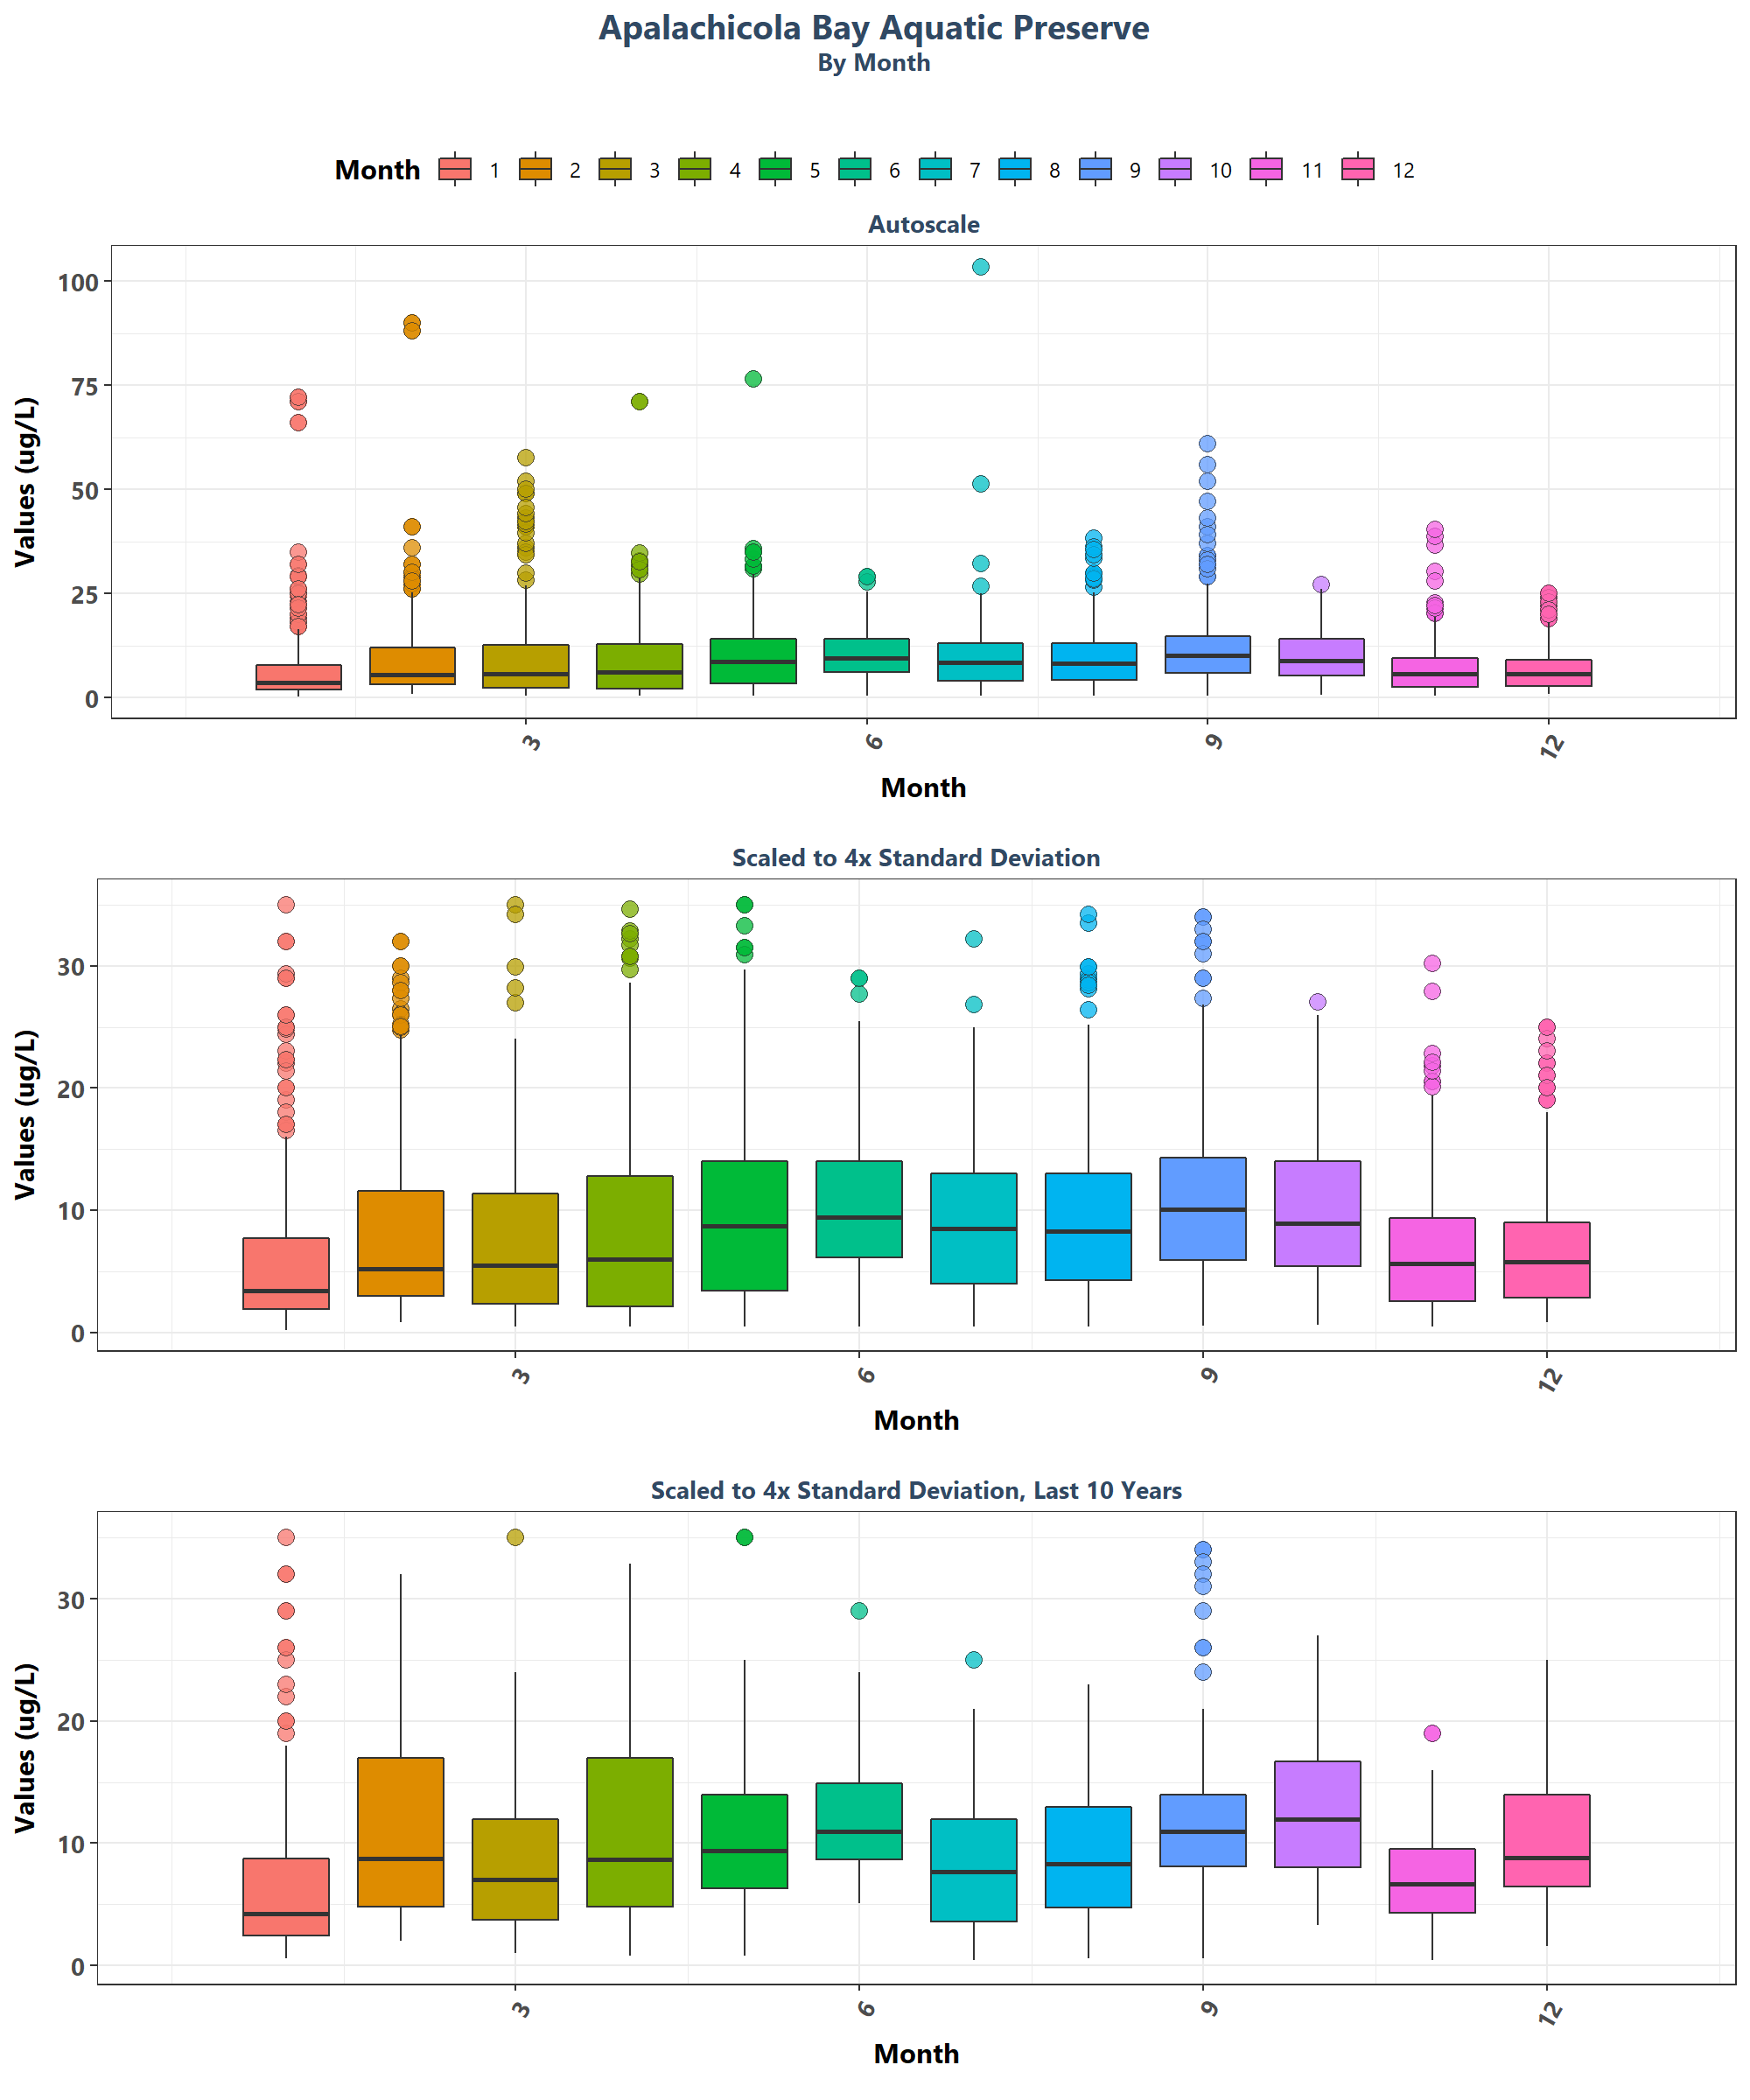 Apalachicola Bay Aquatic Preserve
By Month
Month 1 2 3 4 5 6 7 8 9 10 11 12
Autoscale
Values (ug/L)
100
75
50
25
0
3 6 9 12
Month
Scaled to 4x Standard Deviation
Values (ug/L)
30
20
10
0
3 6 9 12
Month
Scaled to 4x Standard Deviation, Last 10 Years
Values (ug/L)
30
20
10
0
3 6 9 12
Month